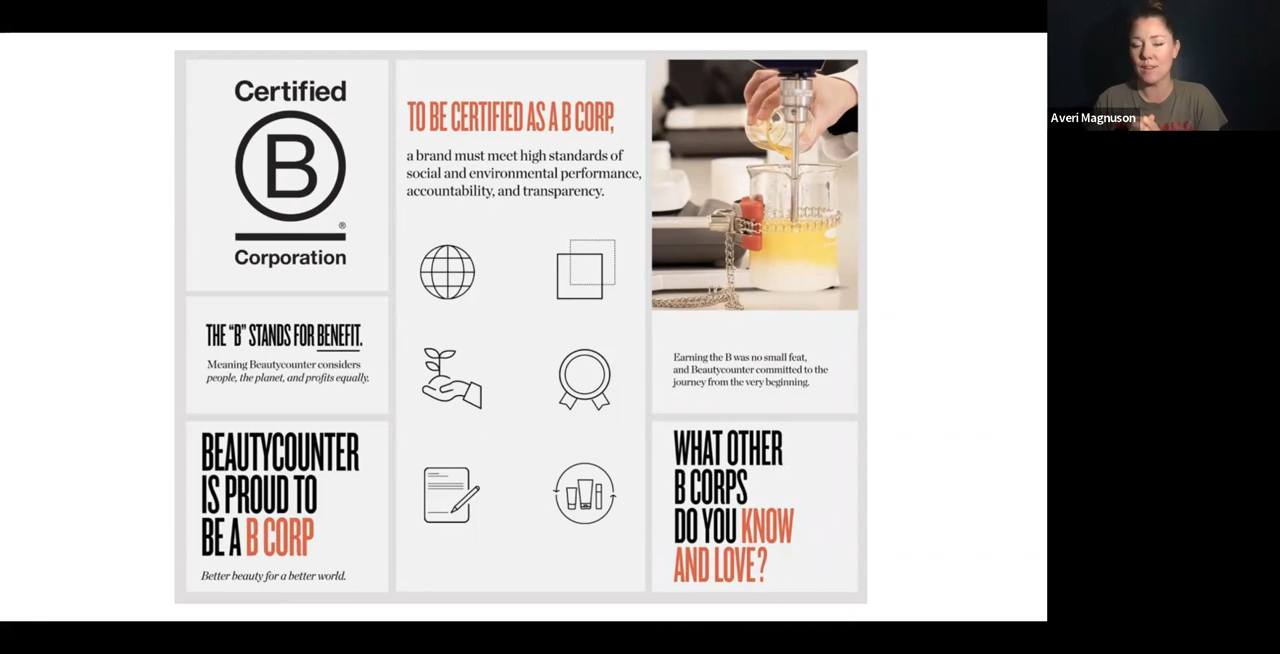 Certified
B
®
Corporation
THE “B” STANDS FOR BENEFIT.
Meaning Beautycounter considers
people, the planet, and profits equally.
BEAUTYCOUNTER
IS PROUD TO
BE A B CORP
Better beauty for a better world.
TO BE CERTIFIED AS A B CORP,
a brand must meet high standards of
social and environmental performance,
accountability, and transparency.
Earning the B was no small feat,
and Beautycounter committed to the
journey from the very beginning.
WHAT OTHER
B CORPS
DO YOU KNOW
AND LOVE?
Averi Magnuson